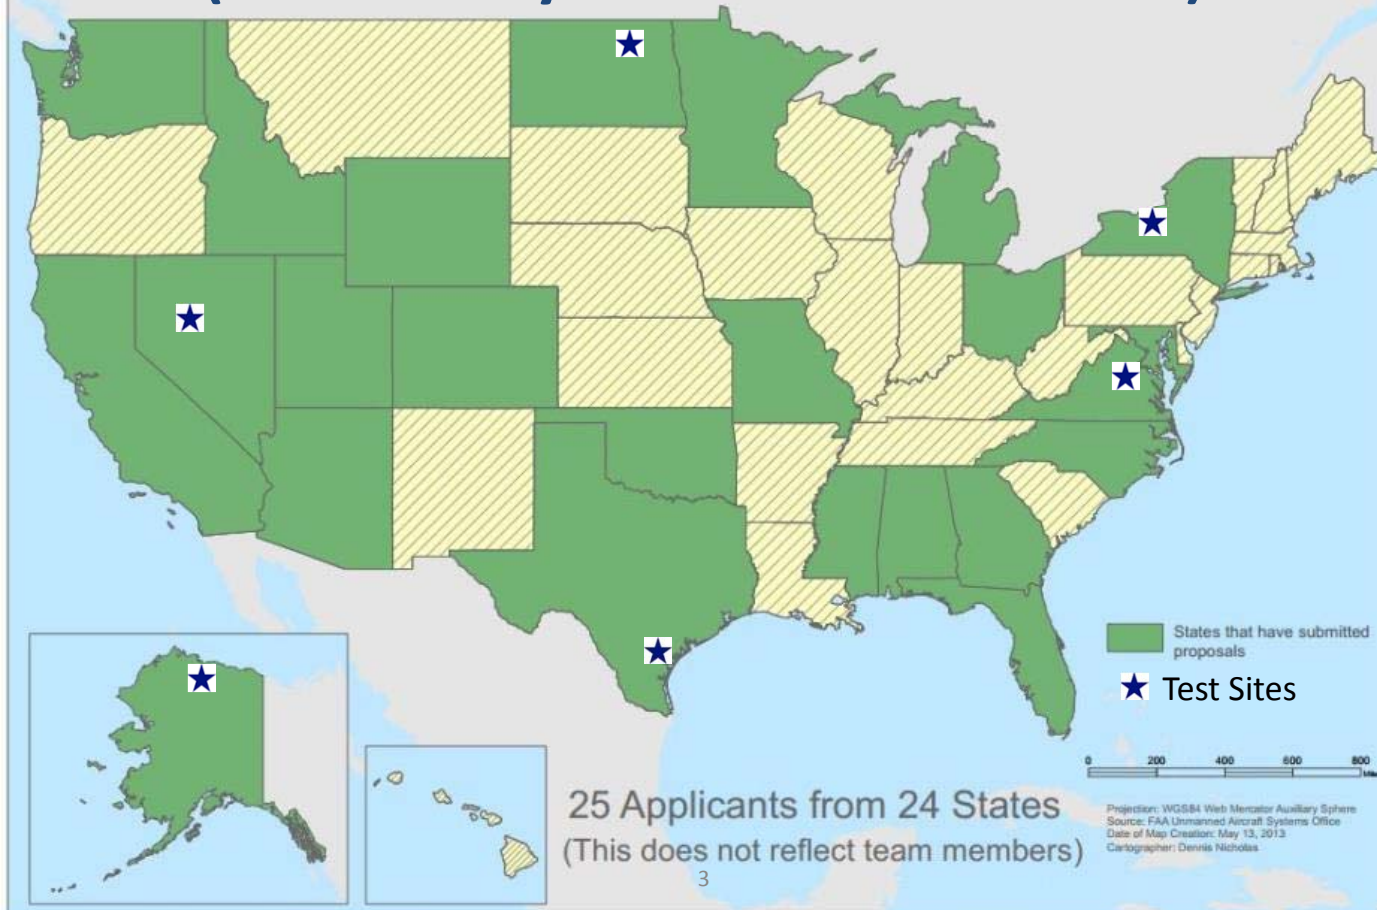 States that have submitted
proposals
Test Sites
0 200 400 600 800
25 Applicants from 24 States
(This does not reflect team members)
Projection: WGS84 Web Mercator Auxiliary Sphere
Source: FAA Unmanned Aircraft Systems Office
Date of Map Creation: May 13, 2013
Cartographer: Dennis Nicholas
3